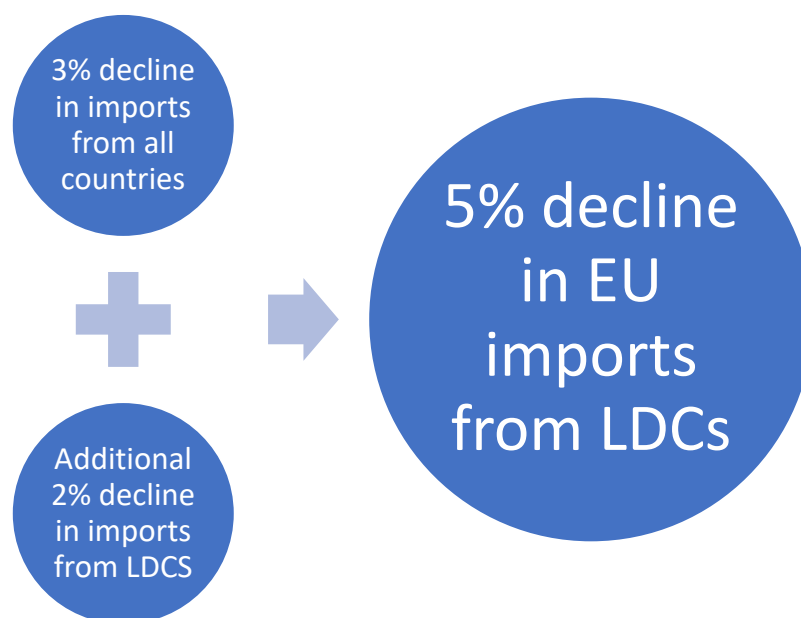 3% decline
in imports
from all
countries
Additional
2% decline
in imports
from LDCS
5% decline
in EU
imports
from LDCs